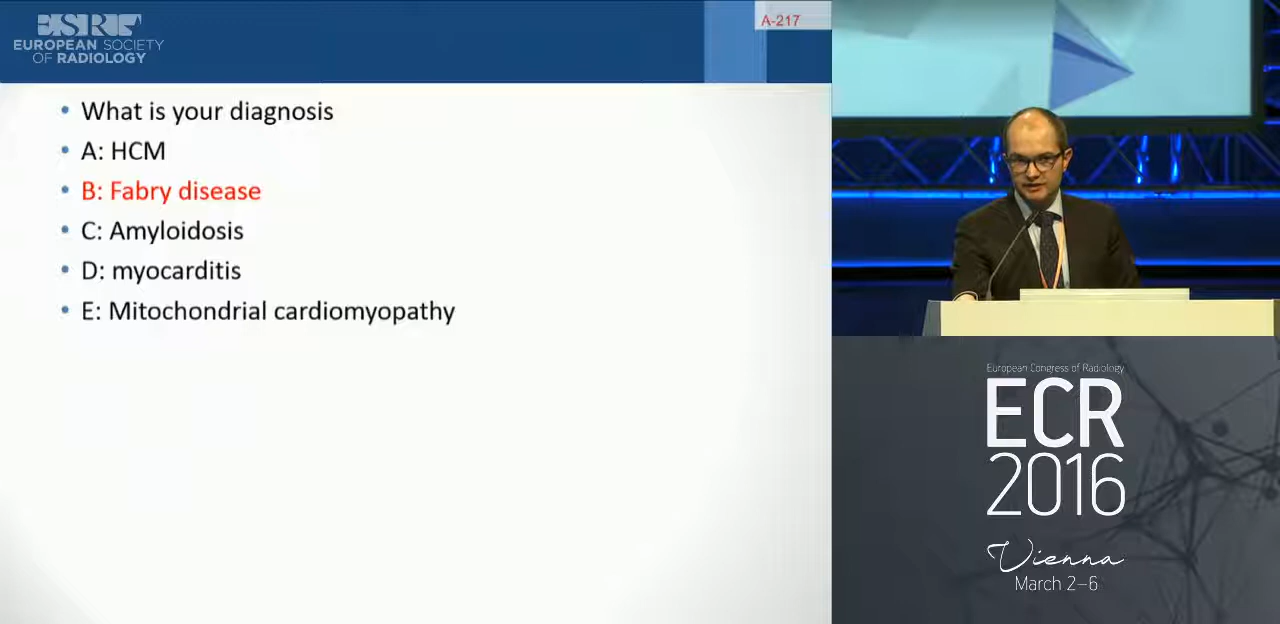 EUROPEAN SOCIETY
OF RADIOLOGY
A-217
• What is your diagnosis
• A: HCM
• B: Fabry disease
• C: Amyloidosis
• D: myocarditis
• E: Mitochondrial cardiomyopathy
European Congress of Radiology
ECR
2016
Vienna
March 2–6